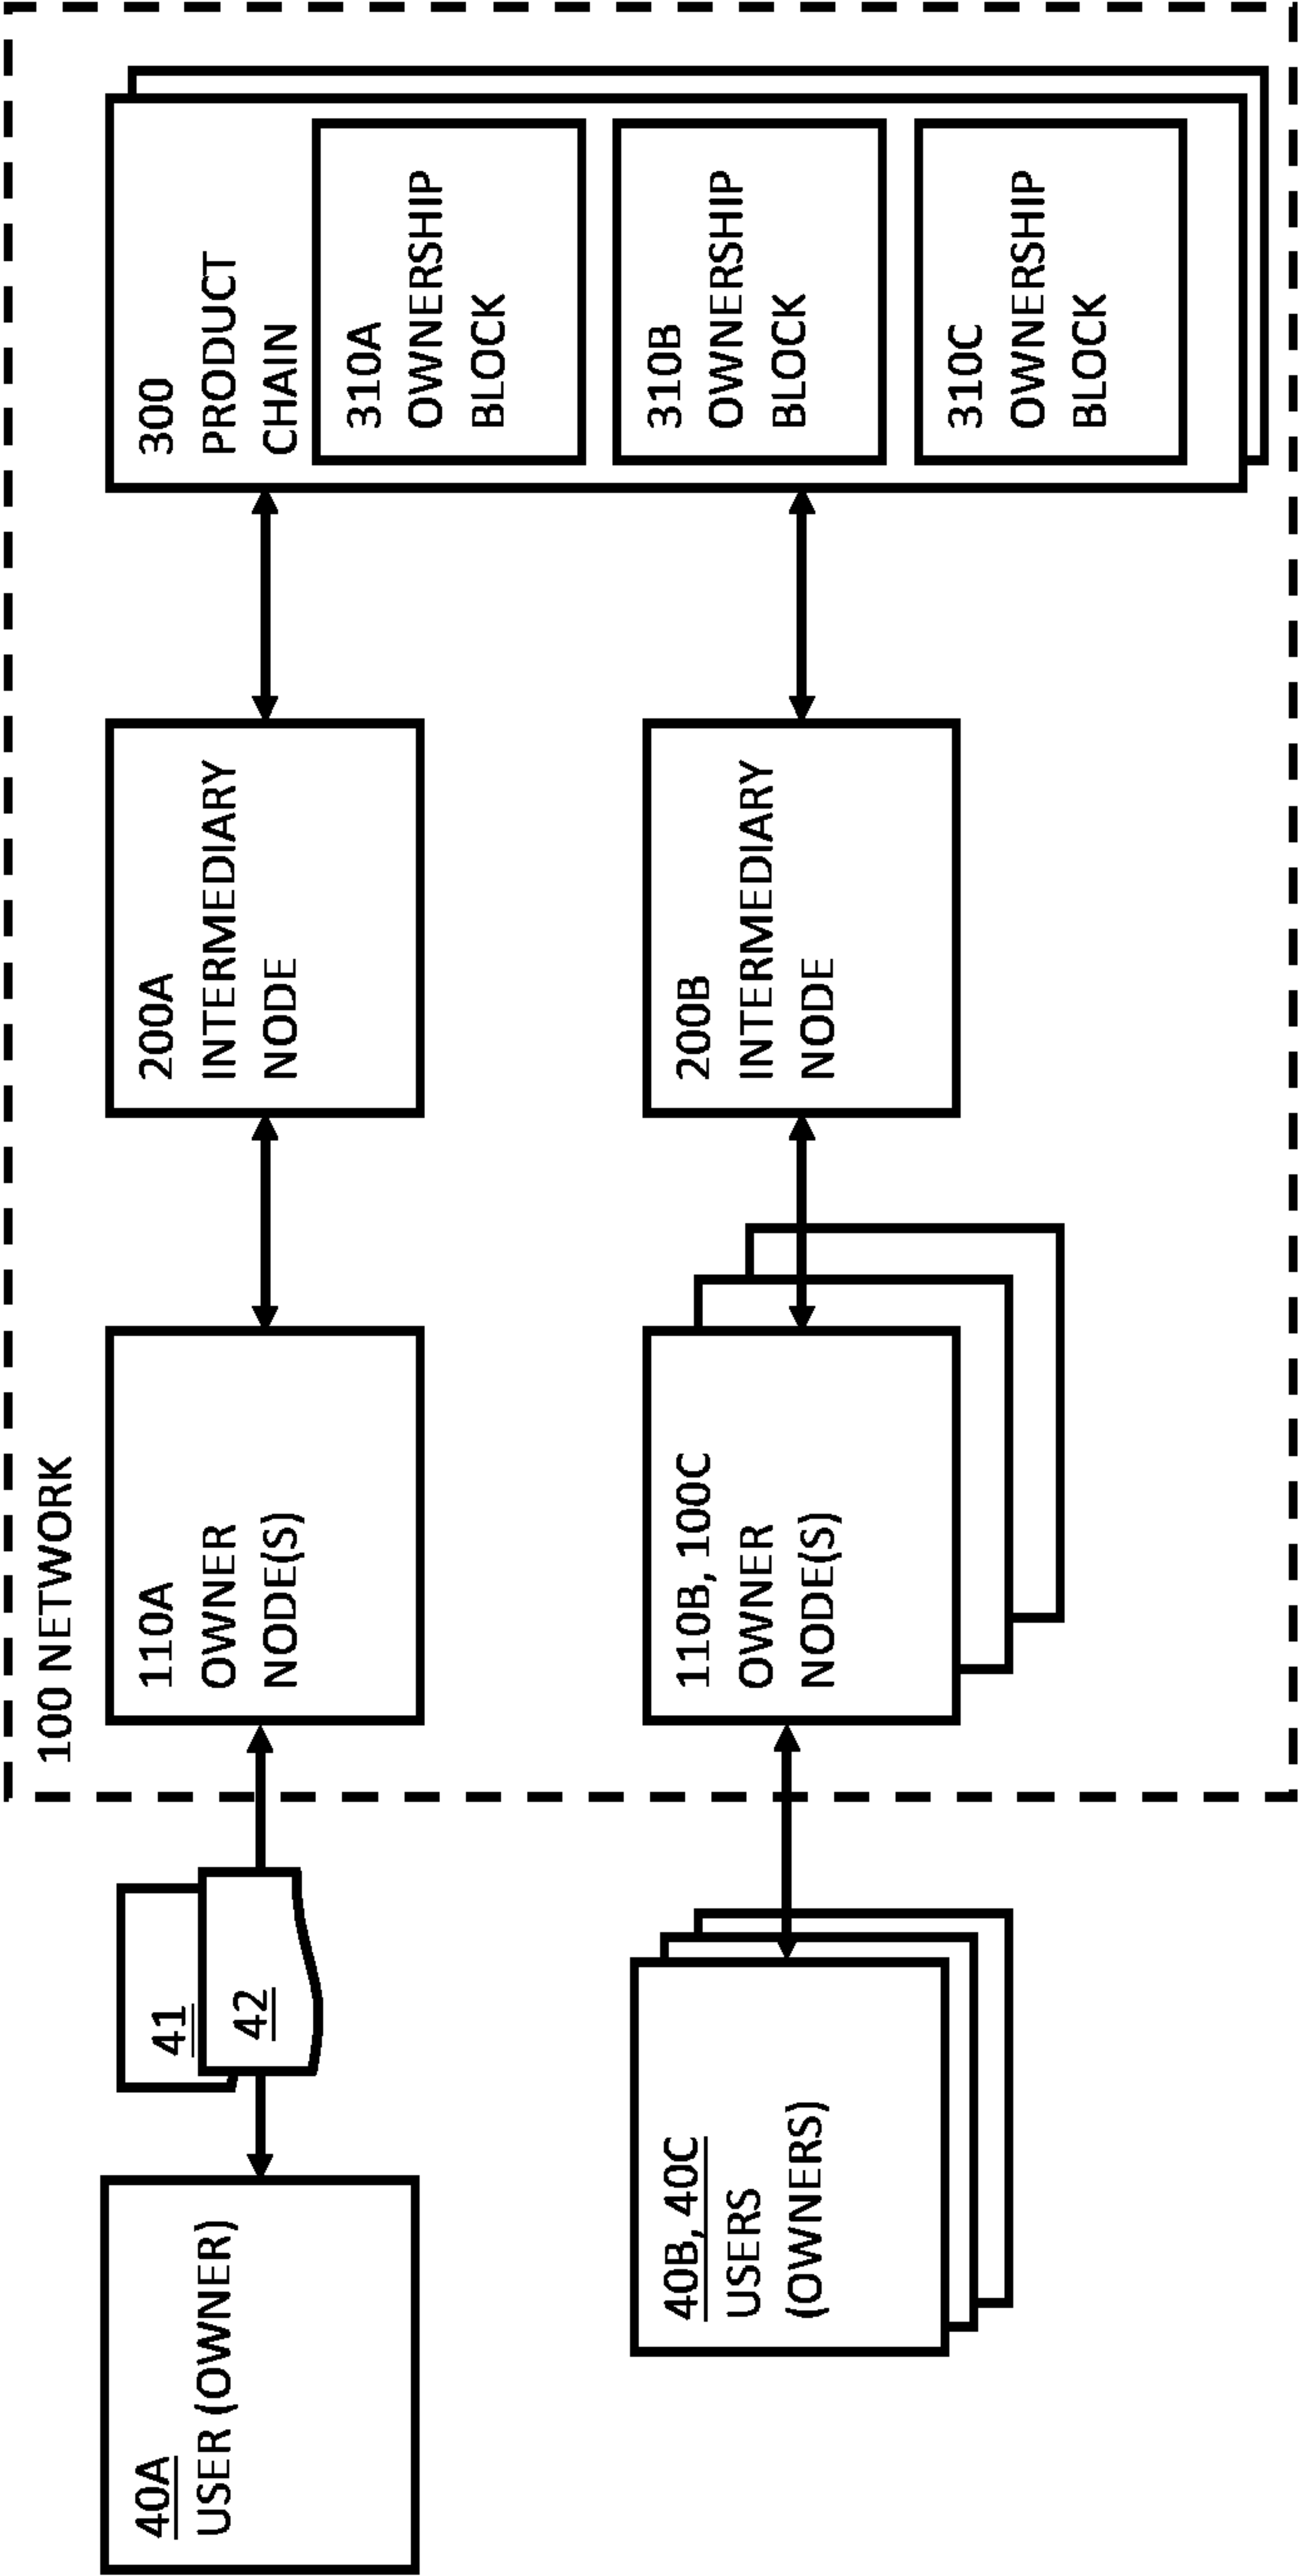 100 NETWORK
40A
USER (OWNER)
41
42
110A
OWNER
NODE(S)
200A
INTERMEDIARY
NODE
300
PRODUCT
CHAIN
310A
OWNERSHIP
BLOCK
310B
OWNERSHIP
BLOCK
310C
OWNERSHIP
BLOCK
40B, 40C
USERS
(OWNERS)
110B, 100C
OWNER
NODE(S)
200B
INTERMEDIARY
NODE